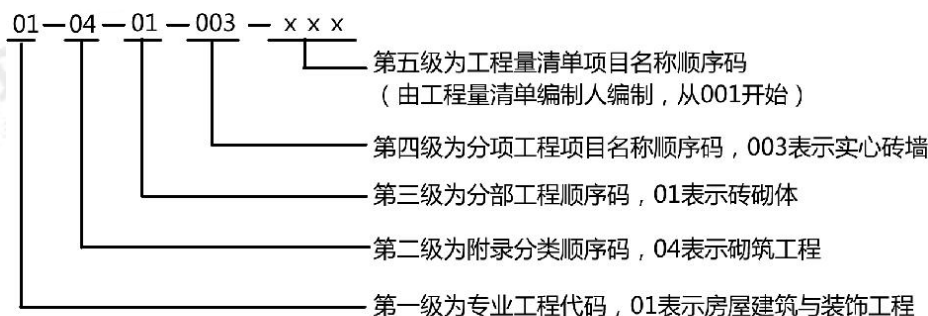 01—04—01—003—xxx
第五级为工程量清单项目名称顺序码
（由工程量清单编制人编制，从001开始）
第四级为分项工程项目名称顺序码，003表示实心砖墙
第三级为分部工程顺序码，01表示砖砌体
第二级为附录分类顺序码，04表示砌筑工程
第一级为专业工程代码，01表示房屋建筑与装饰工程